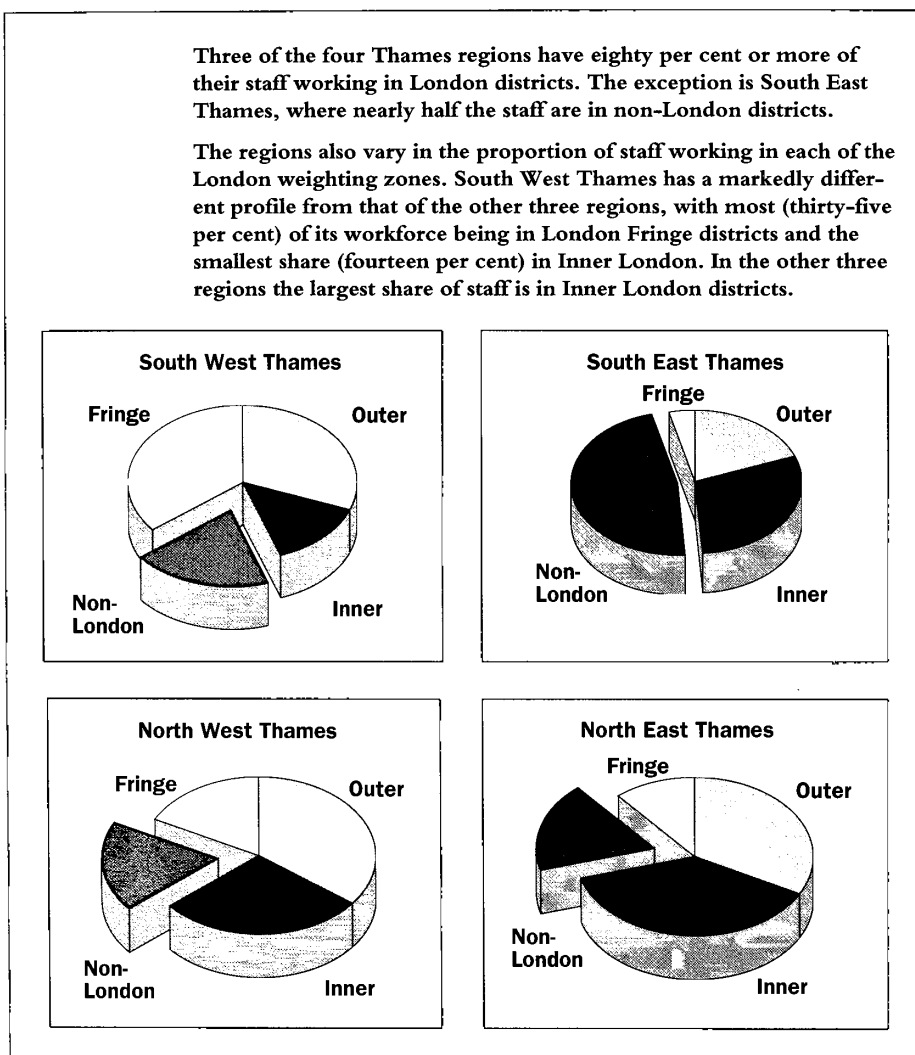 Three of the four Thames regions have eighty per cent or more of
their staff working in London districts. The exception is South East
Thames, where nearly half the staff are in non-London districts.
The regions also vary in the proportion of staff working in each of the
London weighting zones. South West Thames has a markedly differ-
ent profile from that of the other three regions, with most (thirty-five
per cent) of its workforce being in London Fringe districts and the
smallest share (fourteen per cent) in Inner London. In the other three
regions the largest share of staff is in Inner London districts.
South West Thames
Fringe
Outer
Non-
London
Inner
South East Thames
Fringe
Outer
Non-
London
Inner
North West Thames
Fringe
Outer
Non-
London
Inner
North East Thames
Fringe
Outer
Non-
London
Inner